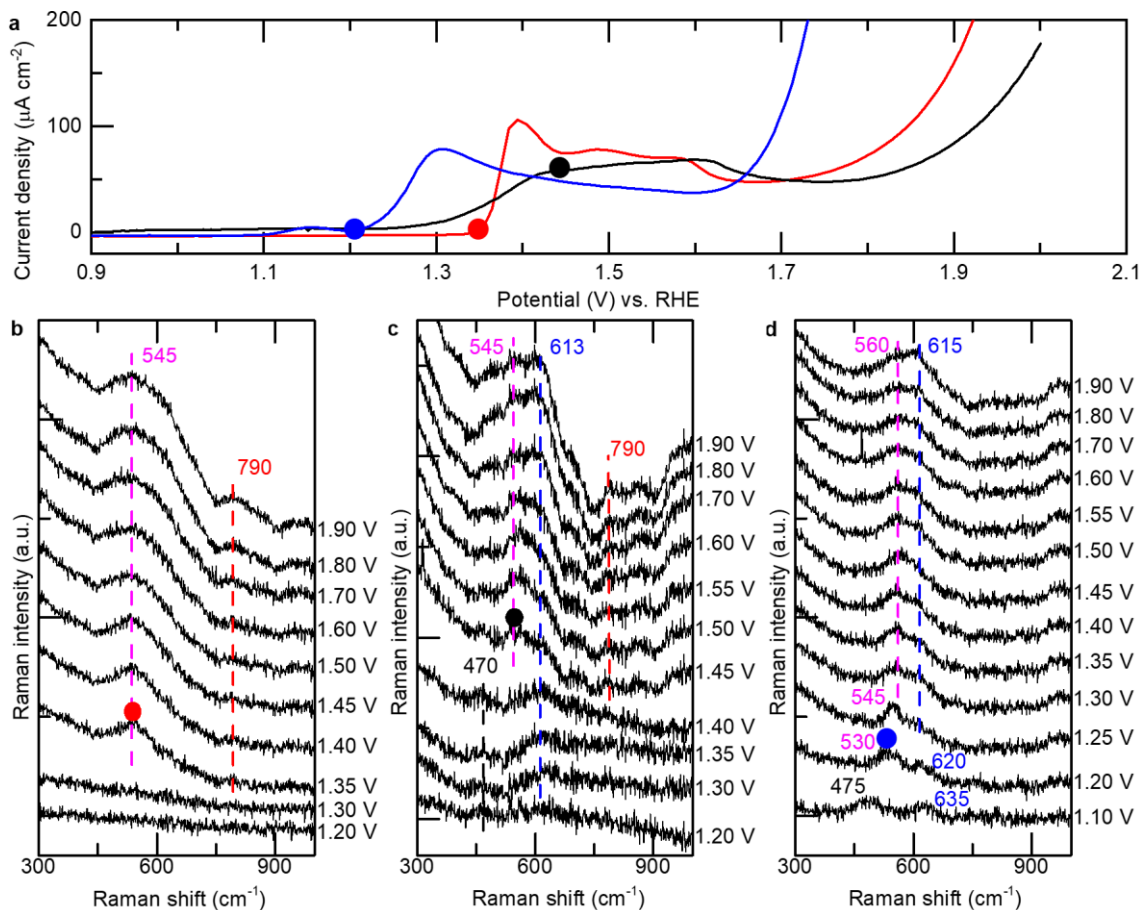 a
200
100
0
Current density (μA cm⁻²)
0.9 1.1 1.3 1.5 1.7 1.9 2.1
Potential (V) vs. RHE
b
545
790
1.90 V
1.80 V
1.70 V
1.60 V
1.50 V
1.45 V
1.40 V
1.35 V
1.30 V
1.20 V
Raman intensity (a.u.)
300 600 900
Raman shift (cm⁻¹)
c
545 613
790
470
1.90 V
1.80 V
1.70 V
1.60 V
1.55 V
1.50 V
1.45 V
1.40 V
1.35 V
1.30 V
1.20 V
Raman intensity (a.u.)
300 600 900
Raman shift (cm⁻¹)
d
560 615
545
530
620
475
635
1.90 V
1.80 V
1.70 V
1.60 V
1.55 V
1.50 V
1.45 V
1.40 V
1.35 V
1.30 V
1.25 V
1.20 V
1.10 V
Raman intensity (a.u.)
300 600 900
Raman shift (cm⁻¹)